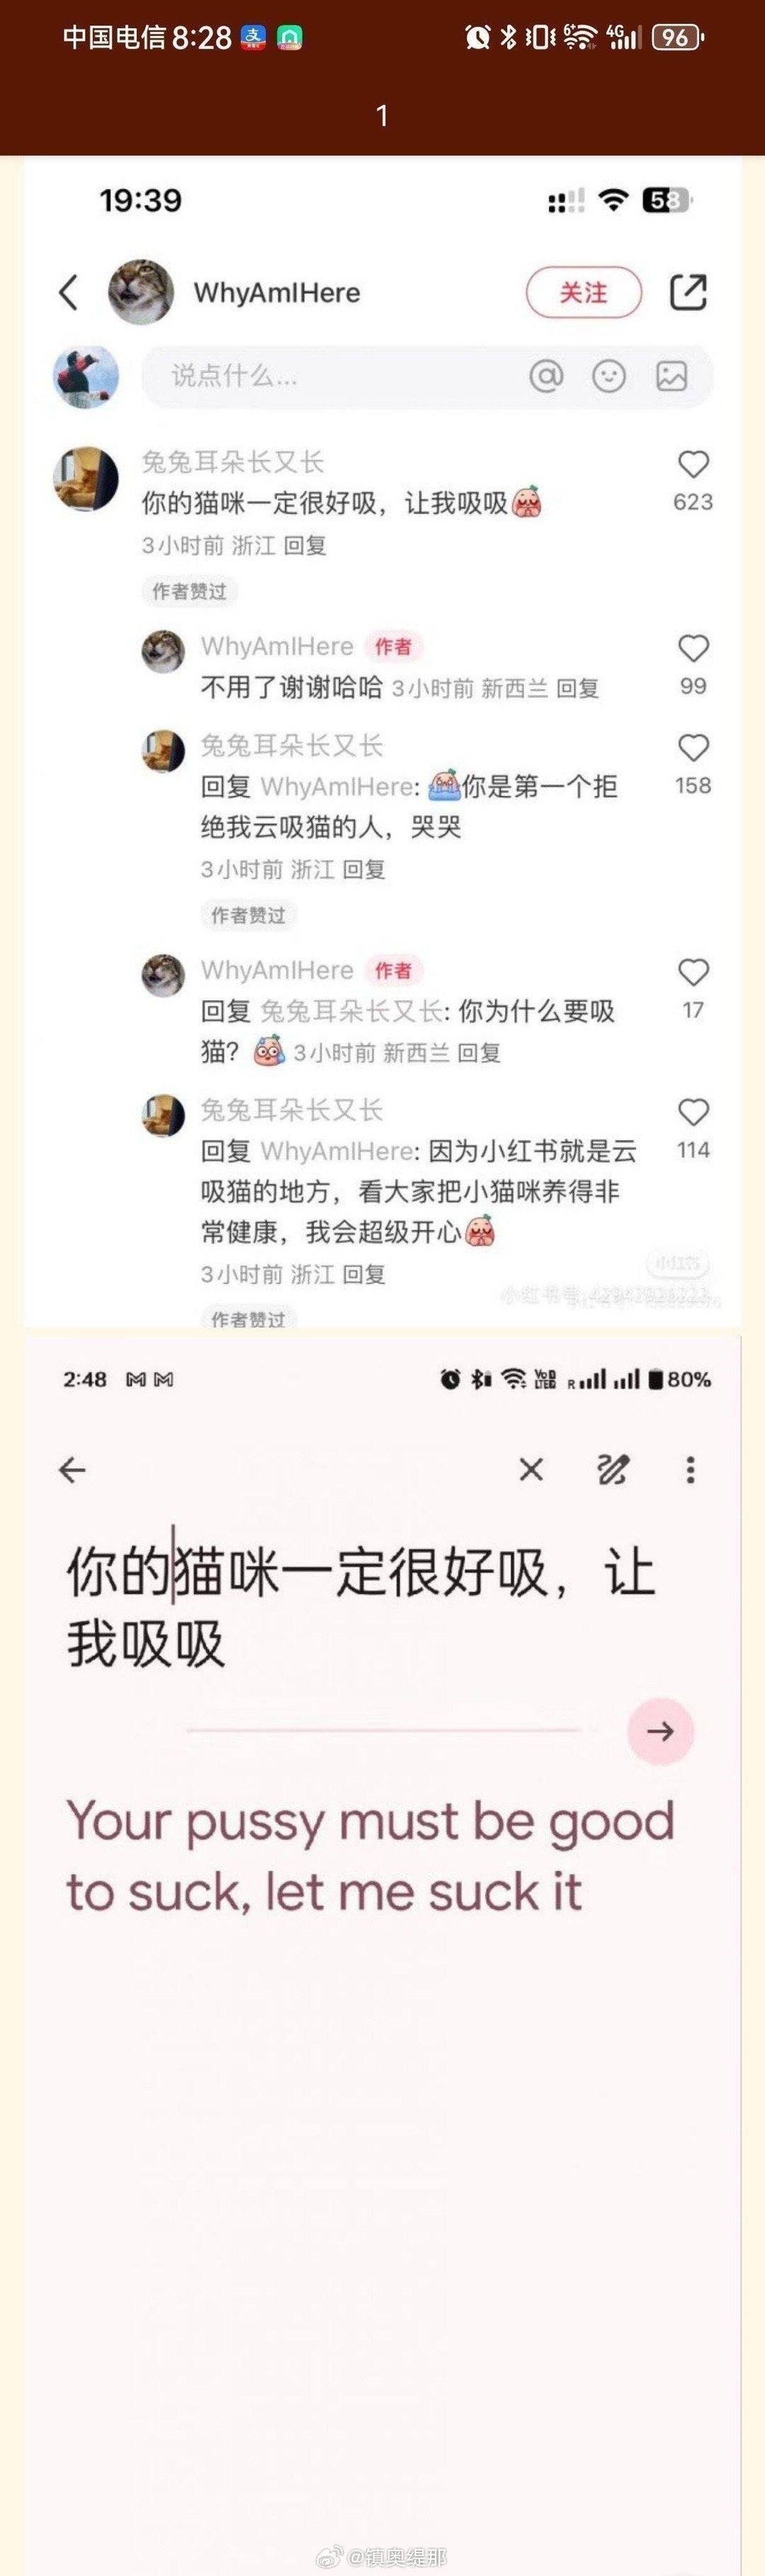 中国电信 8:28 支 6+ 4G 96
1
19:39 58
WhyAmIHere 关注
说点什么... @
兔兔耳朵长又长
你的猫咪一定很好吸，让我吸吸
623
3小时前 浙江 回复
作者赞过
WhyAmIHere 作者
不用了谢谢哈哈 3小时前 新西兰 回复
99
兔兔耳朵长又长
回复 WhyAmIHere: 你是第一个拒
158
绝我云吸猫的人，哭哭
3小时前 浙江 回复
作者赞过
WhyAmIHere 作者
回复 兔兔耳朵长又长: 你为什么要吸
17
猫? 3小时前 新西兰 回复
兔兔耳朵长又长
回复 WhyAmIHere: 因为小红书就是云
114
吸猫的地方，看大家把小猫咪养得非
常健康，我会超级开心
3小时前 浙江 回复
小红书
小红书号
作者赞过
2:48 M M VoD LTED R 80%
你的猫咪一定很好吸，让
我吸吸
Your pussy must be good
to suck, let me suck it
@镇奥缇那